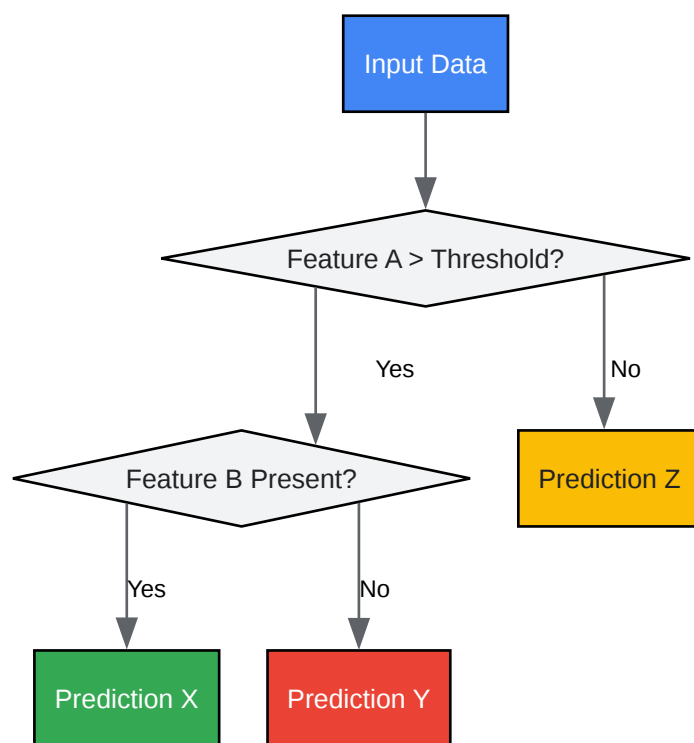 Input Data
Feature A > Threshold?
Yes
No
Feature B Present?
Prediction Z
Yes
No
Prediction X
Prediction Y